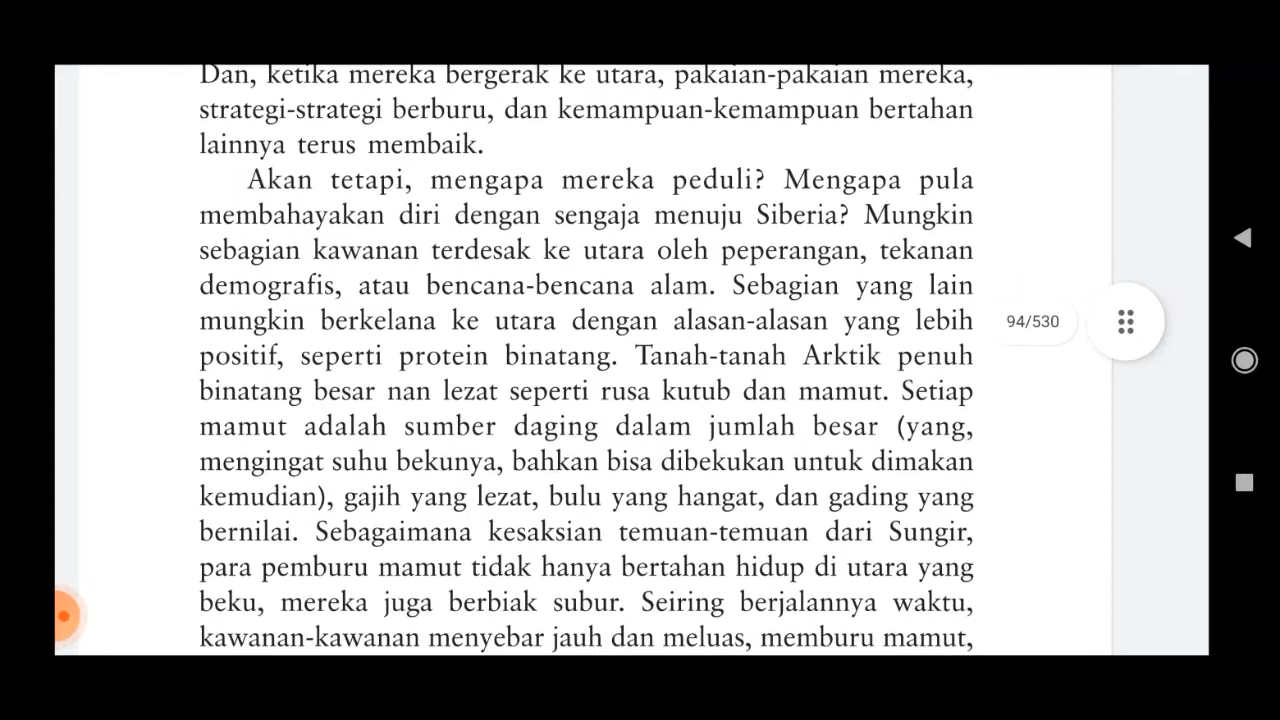 Dan, ketika mereka bergerak ke utara, pakaian-pakaian mereka,
strategi-strategi berburu, dan kemampuan-kemampuan bertahan
lainnya terus membaik.
Akan tetapi, mengapa mereka peduli? Mengapa pula
membahayakan diri dengan sengaja menuju Siberia? Mungkin
sebagian kawanan terdesak ke utara oleh peperangan, tekanan
demografis, atau bencana-bencana alam. Sebagian yang lain
mungkin berkelana ke utara dengan alasan-alasan yang lebih
positif, seperti protein binatang. Tanah-tanah Arktik penuh
binatang besar nan lezat seperti rusa kutub dan mamut. Setiap
mamut adalah sumber daging dalam jumlah besar (yang,
mengingat suhu bekunya, bahkan bisa dibekukan untuk dimakan
kemudian), gajih yang lezat, bulu yang hangat, dan gading yang
bernilai. Sebagaimana kesaksian temuan-temuan dari Sungir,
para pemburu mamut tidak hanya bertahan hidup di utara yang
beku, mereka juga berbiak subur. Seiring berjalannya waktu,
kawanan-kawanan menyebar jauh dan meluas, memburu mamut,
94/530